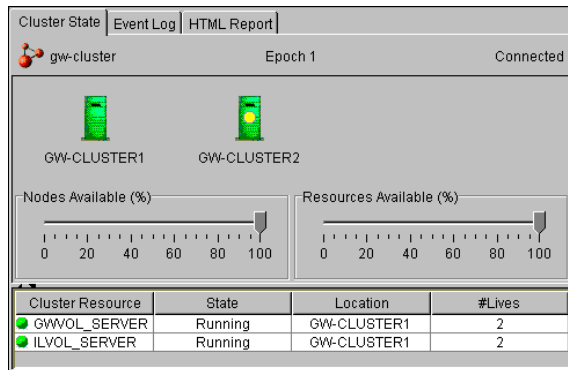 Cluster State Event Log HTML Report
gw-cluster Epoch 1 Connected
GW-CLUSTER1 GW-CLUSTER2
Nodes Available (%) Resources Available (%)
0 20 40 60 80 100 0 20 40 60 80 100
Cluster Resource State Location #Lives
GWVOL_SERVER Running GW-CLUSTER1 2
ILVOL_SERVER Running GW-CLUSTER1 2